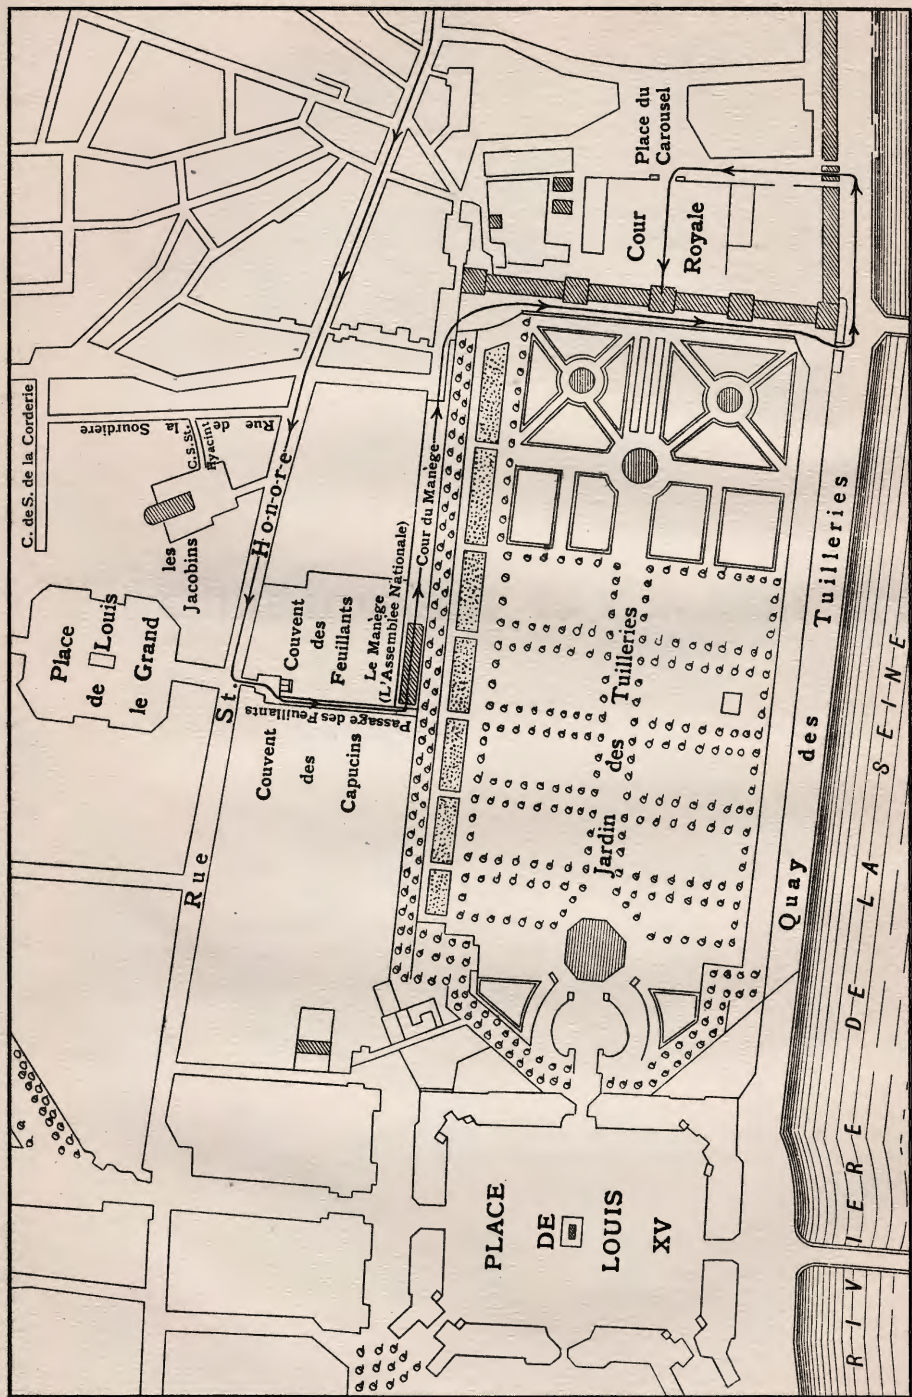 C. de S. de la Corderie
Place
de Louis
le Grand
les
Jacobins
C.S.St.
Hyacint
Rue de la Sourdiere
Rue St. Honore
Couvent
des
Feuillants
Le Manège
(L'Assemblée Nationale)
Passage des Feuillants
Couvent
des
Capucins
Cour du Manège
Place du
Carousel
Cour
Royale
Jardin des Tuilleries
Quay des Tuilleries
RIVIERE DE LA SEINE
PLACE
DE
LOUIS
XV